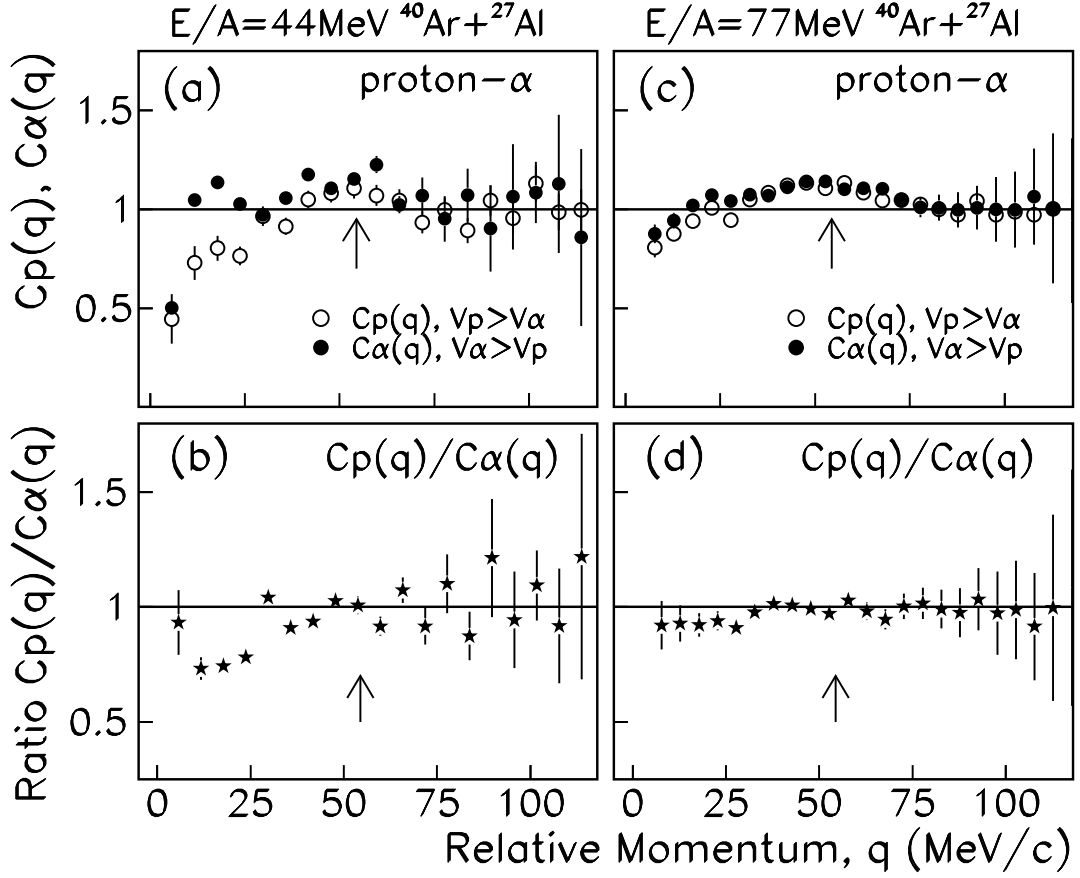 E/A=44MeV ⁴⁰Ar+²⁷Al
E/A=77MeV ⁴⁰Ar+²⁷Al
Cp(q), Cα(q)
(a)
proton-α
1.5
1
0.5
Cp(q), Vp>Vα
Cα(q), Vα>Vp
(c)
proton-α
Cp(q), Vp>Vα
Cα(q), Vα>Vp
Ratio Cp(q)/Cα(q)
(b)
Cp(q)/Cα(q)
1.5
1
0.5
0 25 50 75 100
(d)
Cp(q)/Cα(q)
0 25 50 75 100
Relative Momentum, q (MeV/c)